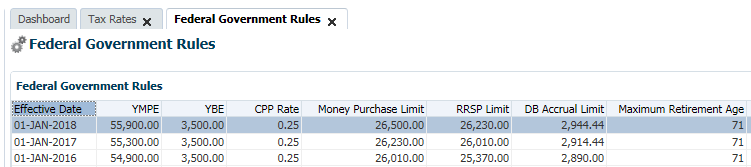 Dashboard Tax Rates Federal Government Rules
Federal Government Rules
Federal Government Rules
Effective Date YMPE YBE CPP Rate Money Purchase Limit RRSP Limit DB Accrual Limit Maximum Retirement Age
01-JAN-2018 55,900.00 3,500.00 0.25 26,500.00 26,230.00 2,944.44 71
01-JAN-2017 55,300.00 3,500.00 0.25 26,230.00 26,010.00 2,914.44 71
01-JAN-2016 54,900.00 3,500.00 0.25 26,010.00 25,370.00 2,890.00 71